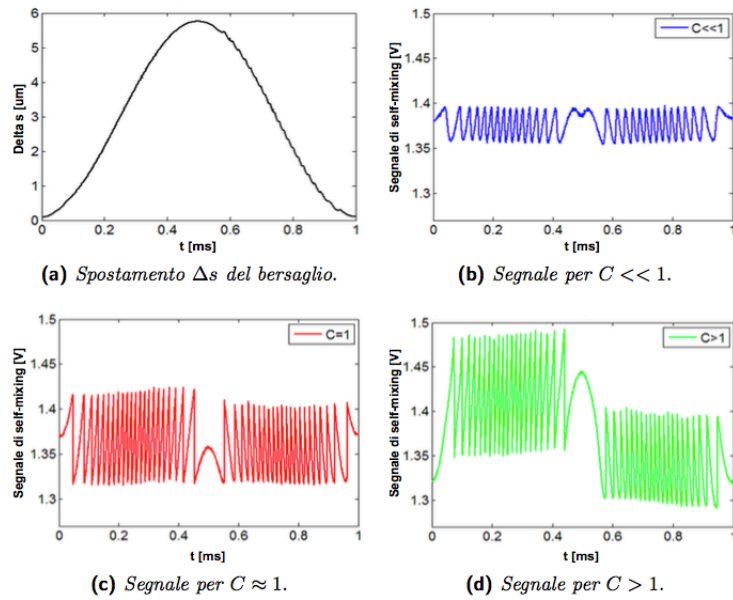 6
5
4
3
2
1
0
Delta s [um]
0 0.2 0.4 0.6 0.8 1
t [ms]
(a) Spostamento Δs del bersaglio.
1.5
1.45
1.4
1.35
1.3
Segnale di self-mixing [V]
C<<1
0 0.2 0.4 0.6 0.8 1
t [ms]
(b) Segnale per C << 1.
1.5
1.4
1.3
Segnale di self-mixing [V]
C=1
0 0.2 0.4 0.6 0.8 1
t [ms]
(c) Segnale per C ≈ 1.
1.5
1.45
1.4
1.35
1.3
Segnale di self-mixing [V]
C>1
0 0.2 0.4 0.6 0.8 1
t [ms]
(d) Segnale per C > 1.